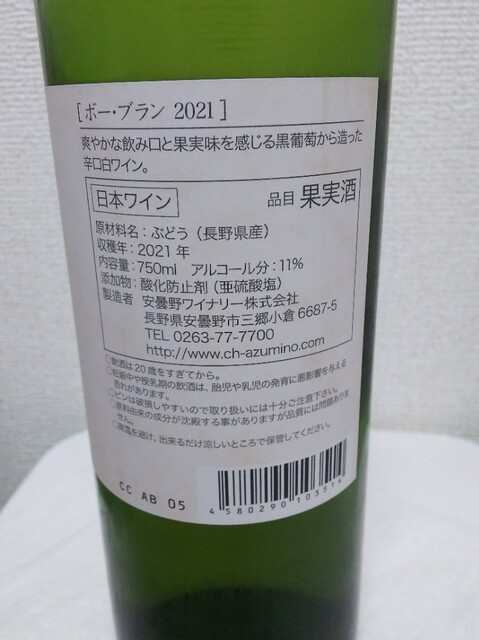 [ボー・ブラン 2021]
爽やかな飲み口と果実味を感じる黒葡萄から造った
辛口白ワイン。
日本ワイン 品目 果実酒
原材料名:ぶどう(長野県産)
収穫年:2021年
内容量:750ml アルコール分:11%
添加物:酸化防止剤(亜硫酸塩)
製造者 安曇野ワイナリー株式会社
長野県安曇野市三郷小倉6687-5
TEL 0263-77-7700
http://www.ch-azumino.com
○飲酒は20歳をすぎてから。
○妊娠中や授乳期の飲酒は、胎児や乳児の発育に悪影響を与える
恐れがあります。
○ビンは破損しやすいので取り扱いには十分ご注意下さい。
○原料由来の成分が沈殿する事がありますが品質には問題ありま
せん。
○高温を避け、出来るだけ涼しいところで保管してください。
CC AB 05
4 580290 103514